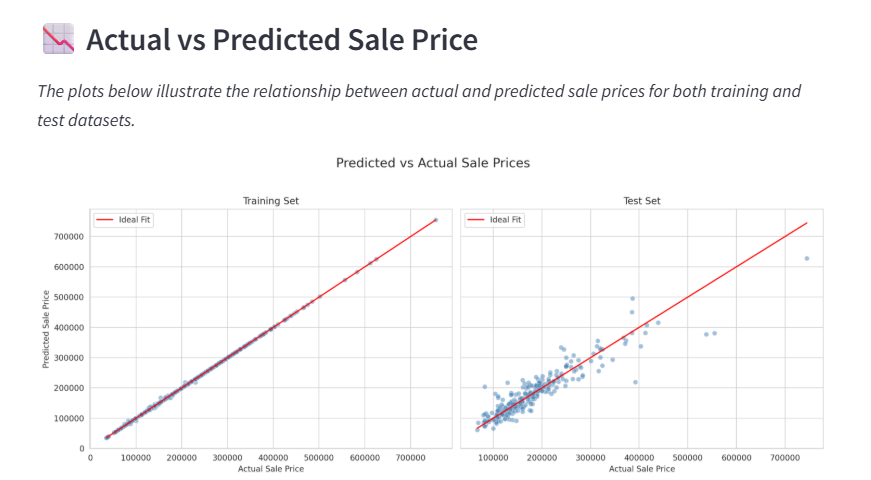 Actual vs Predicted Sale Price
The plots below illustrate the relationship between actual and predicted sale prices for both training and
test datasets.
Predicted vs Actual Sale Prices
Training Set
Ideal Fit
700000
600000
500000
400000
300000
200000
100000
0
Predicted Sale Price
0 100000 200000 300000 400000 500000 600000 700000
Actual Sale Price
Test Set
Ideal Fit
100000 200000 300000 400000 500000 600000 700000
Actual Sale Price